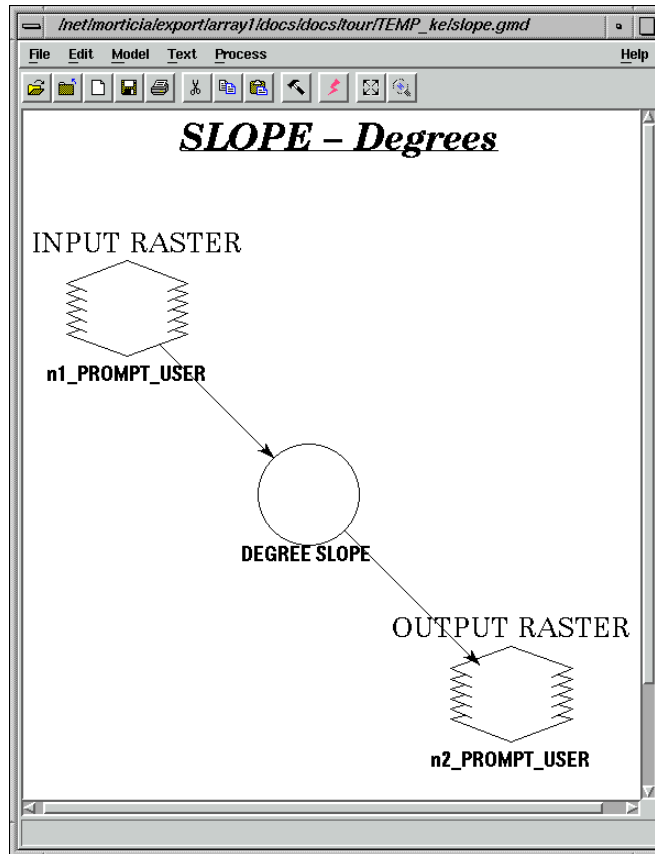 /net/morticia/export/array1/docs/docs/tour/TEMP_ke/slope.gmd
File Edit Model Text Process Help
SLOPE – Degrees
INPUT RASTER
n1_PROMPT_USER
DEGREE SLOPE
OUTPUT RASTER
n2_PROMPT_USER